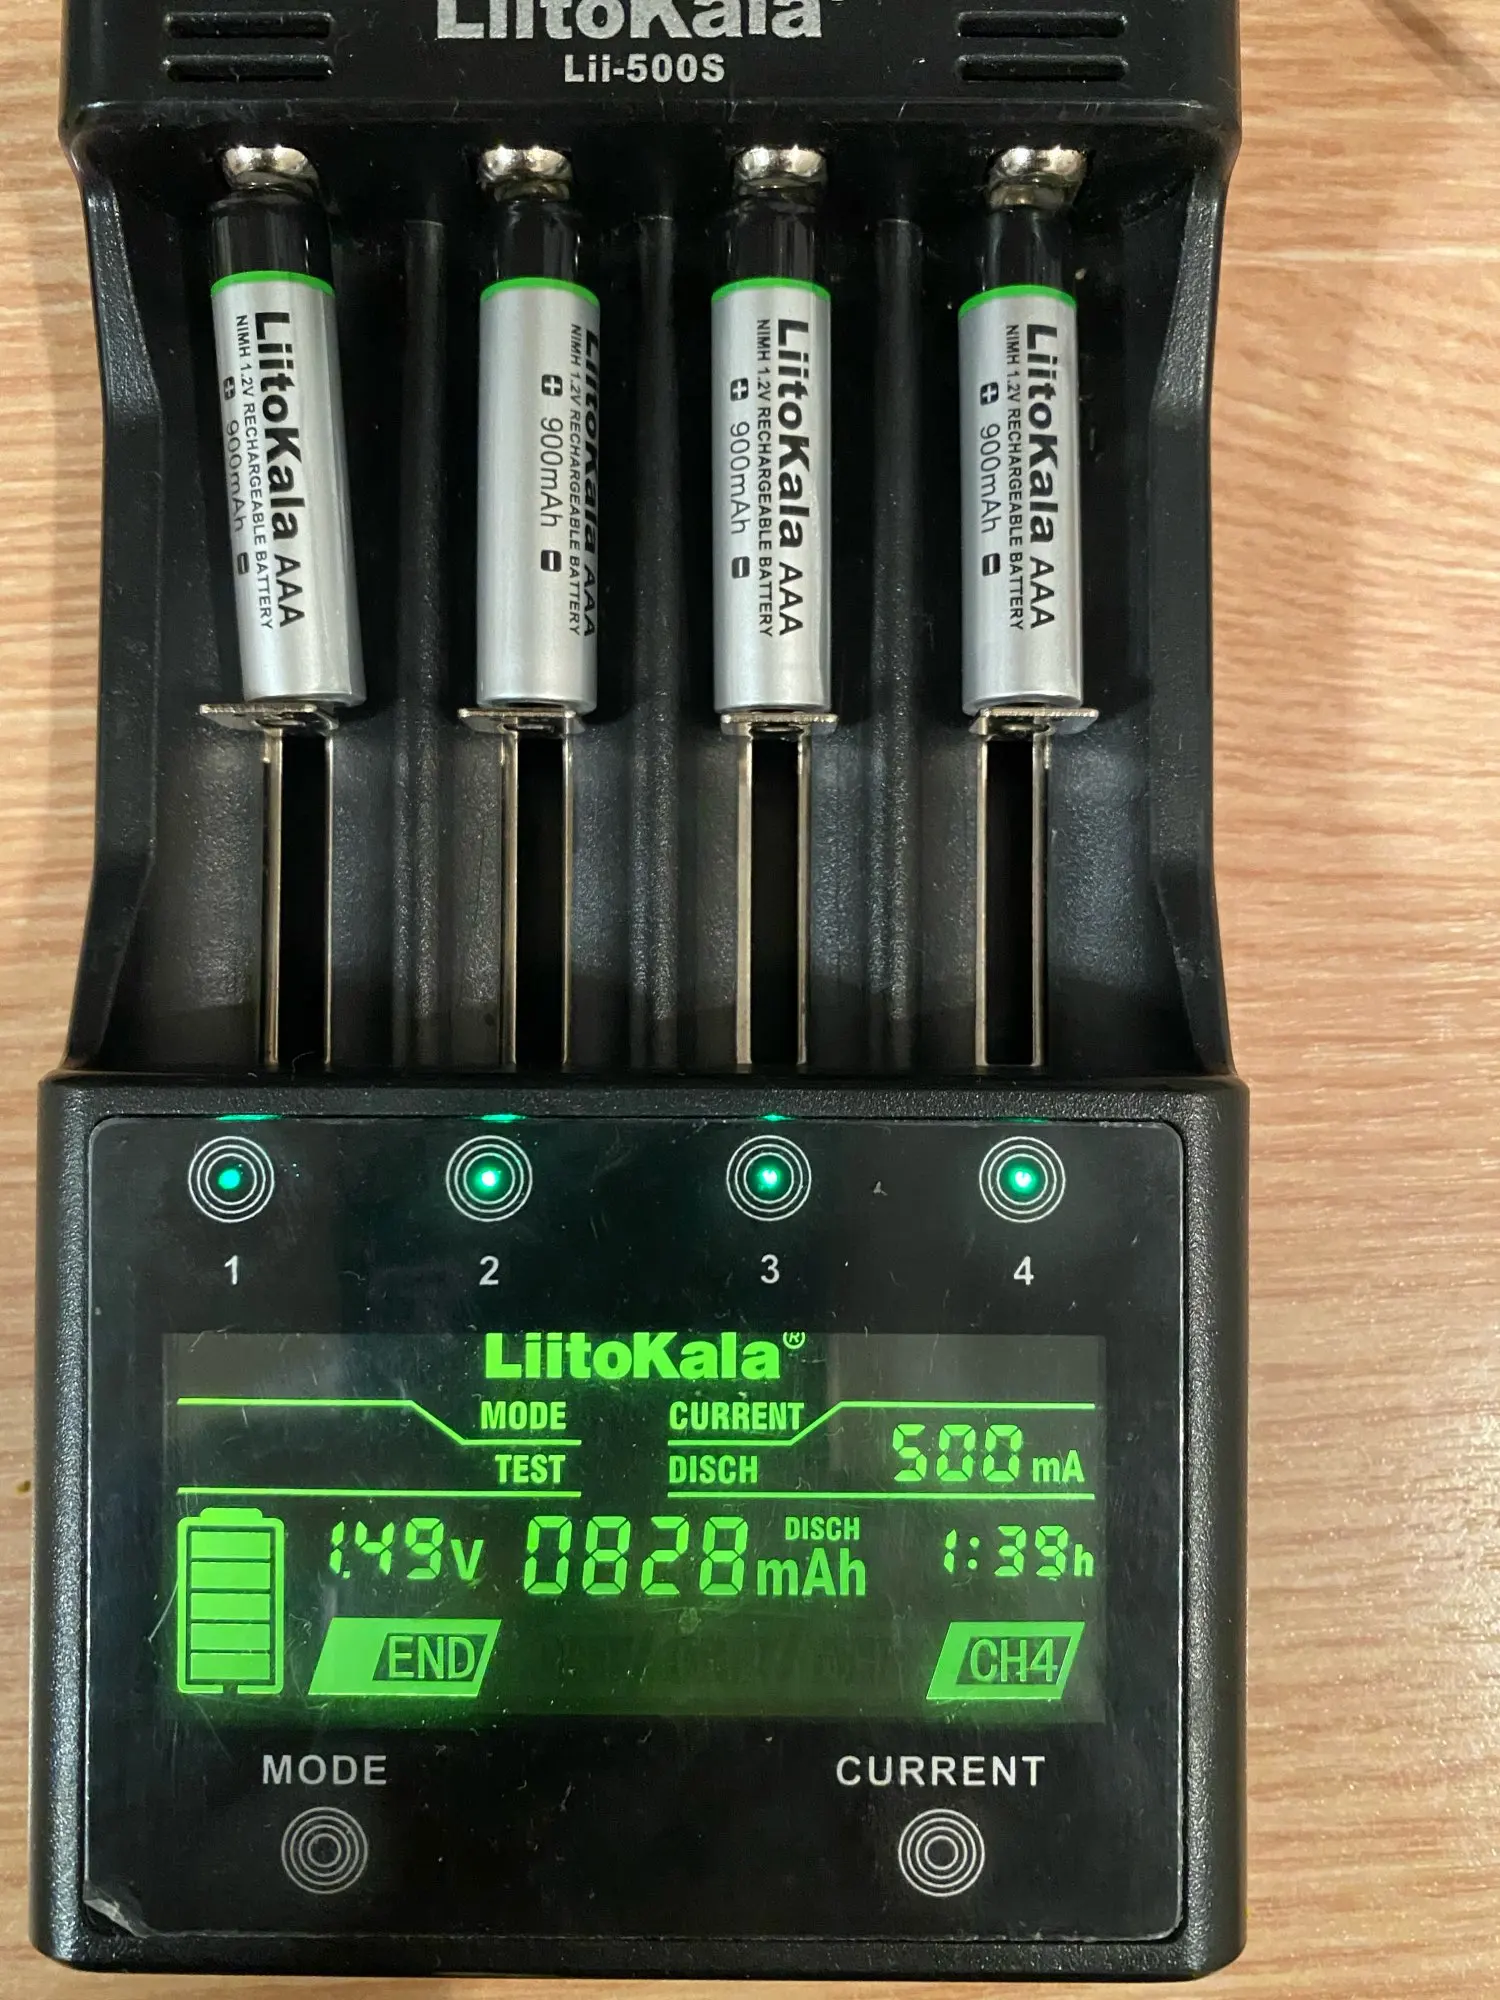 LiitoKala
Lii-500S
LiitoKala AAA
NIMH 1.2V RECHARGEABLE BATTERY
+ 900mAh -
LiitoKala AAA
NIMH 1.2V RECHARGEABLE BATTERY
+ 900mAh -
LiitoKala AAA
NIMH 1.2V RECHARGEABLE BATTERY
+ 900mAh -
LiitoKala AAA
NIMH 1.2V RECHARGEABLE BATTERY
+ 900mAh -
1 2 3 4
LiitoKala®
MODE CURRENT 500 mA
TEST DISCH
1.49V 0828 mAh DISCH 1:39h
END CH4
MODE CURRENT